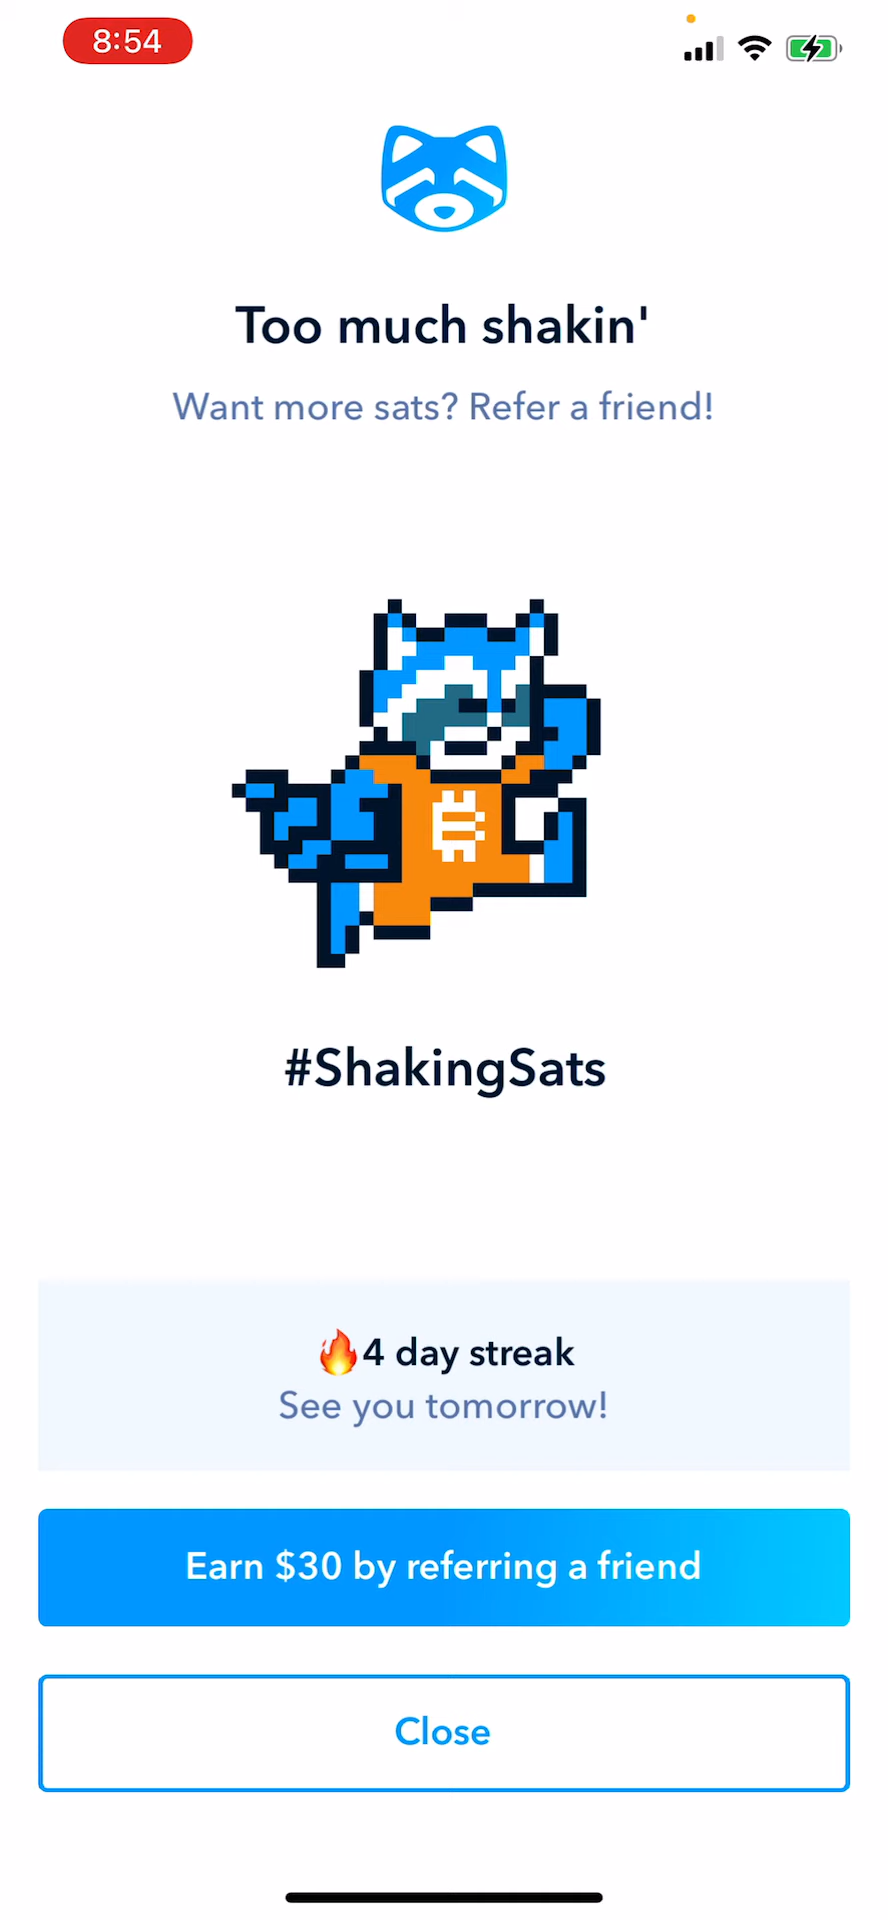 8:54
Too much shakin'
Want more sats? Refer a friend!
#ShakingSats
🔥4 day streak
See you tomorrow!
Earn $30 by referring a friend
Close